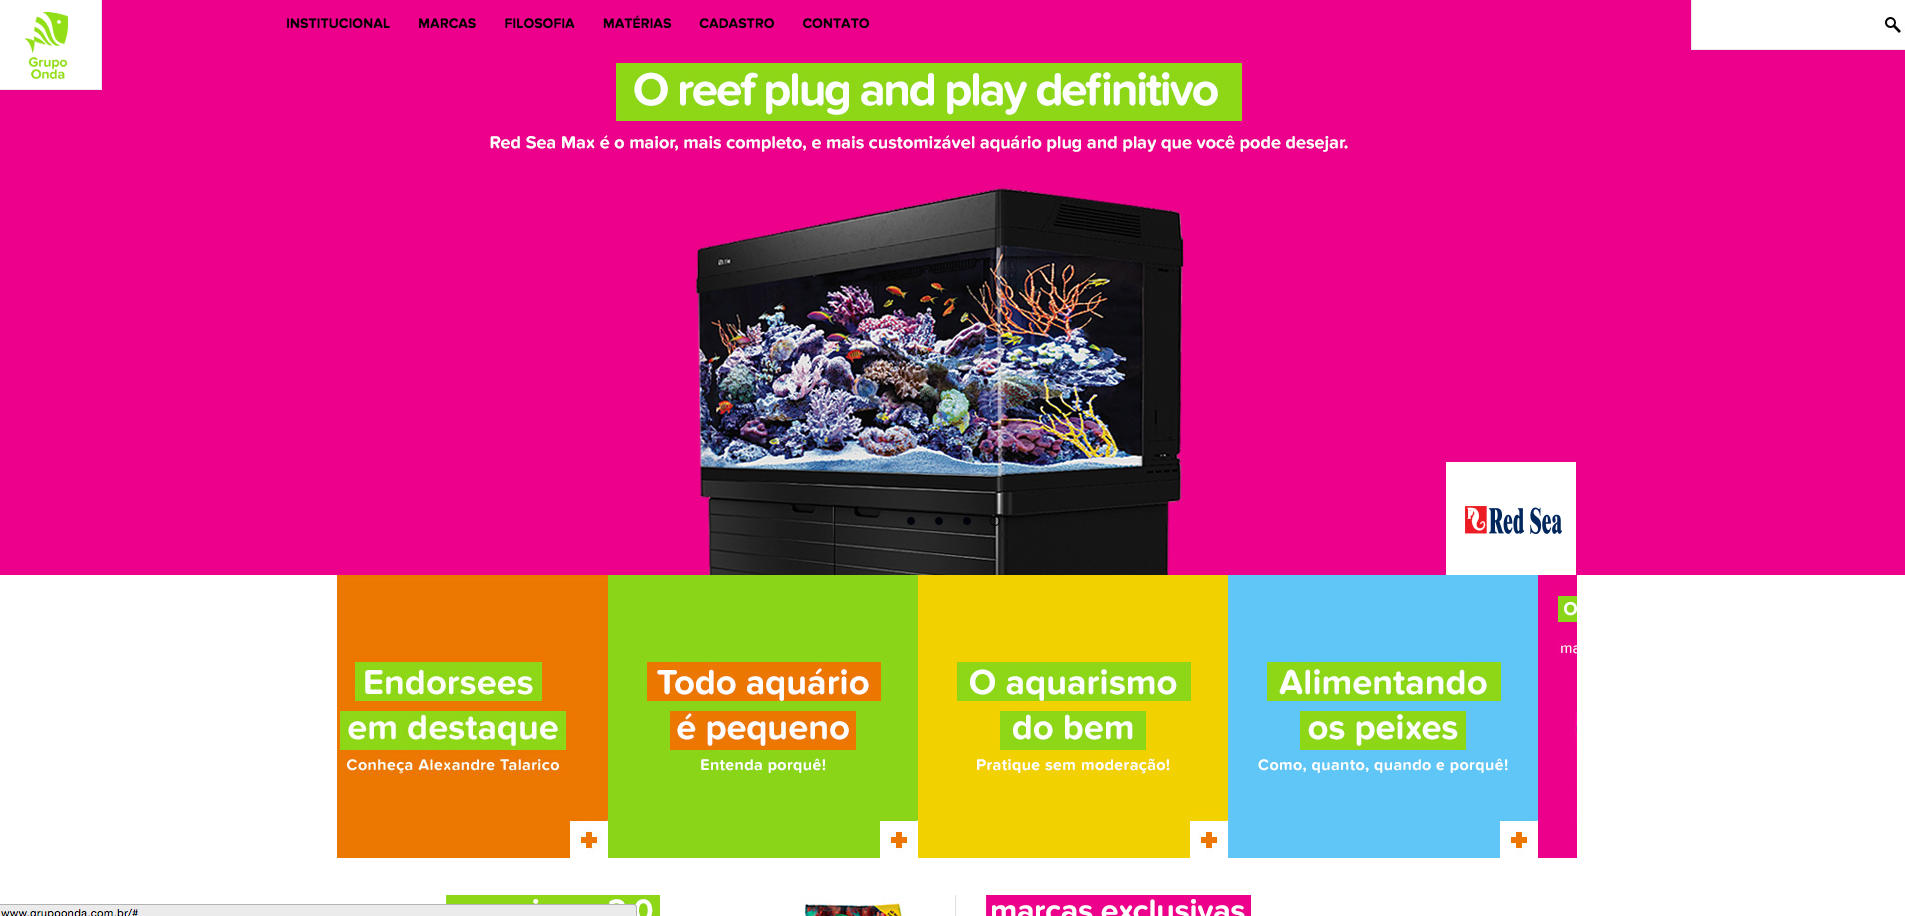 Grupo
Onda
INSTITUCIONAL MARCAS FILOSOFIA MATÉRIAS CADASTRO CONTATO
O reef plug and play definitivo
Red Sea Max é o maior, mais completo, e mais customizável aquário plug and play que você pode desejar.
Red Sea
Endorsees
em destaque
Conheça Alexandre Talarico
Todo aquário
é pequeno
Entenda porquê!
O aquarismo
do bem
Pratique sem moderação!
Alimentando
os peixes
Como, quanto, quando e porquê!
marcas exclusivas
www.grupoonda.com.br/#